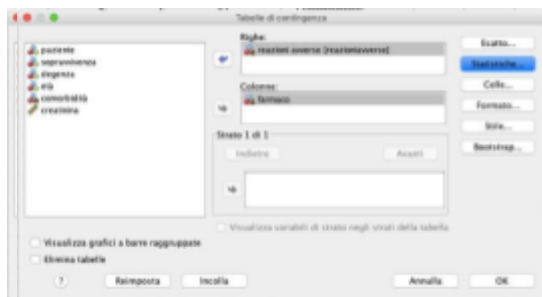 Tabelle di contingenza
paziente
sopravvivenza
degenza
età
comorbidità
creatinina
Righe:
reazioni avverse [reazioniavverse]
Colonne:
farmaco
Strato 1 di 1
Indietro
Avanti
Visualizza variabili di strato negli strati della tabella
Esatto...
Statistiche...
Celle...
Formato...
Stile...
Bootstrap...
Visualizza grafici a barre raggruppate
Elimina tabelle
?
Reimposta
Incolla
Annulla
OK